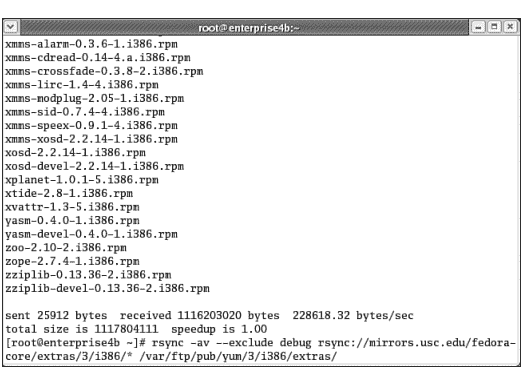 root@enterprise4b:~
xmms-alarm-0.3.6-1.i386.rpm
xmms-cdread-0.14-4.a.i386.rpm
xmms-crossfade-0.3.8-2.i386.rpm
xmms-lirc-1.4-4.i386.rpm
xmms-modplug-2.05-1.i386.rpm
xmms-sid-0.7.4-4.i386.rpm
xmms-speex-0.9.1-4.i386.rpm
xmms-xosd-2.2.14-1.i386.rpm
xosd-2.2.14-1.i386.rpm
xosd-devel-2.2.14-1.i386.rpm
xplanet-1.0.1-5.i386.rpm
xtide-2.8-1.i386.rpm
xvattr-1.3-5.i386.rpm
yasm-0.4.0-1.i386.rpm
yasm-devel-0.4.0-1.i386.rpm
zoo-2.10-2.i386.rpm
zope-2.7.4-1.i386.rpm
zziplib-0.13.36-2.i386.rpm
zziplib-devel-0.13.36-2.i386.rpm
sent 25912 bytes  received 1116203020 bytes  228618.32 bytes/sec
total size is 1117804111  speedup is 1.00
[root@enterprise4b ~]# rsync -av --exclude debug rsync://mirrors.usc.edu/fedora-
core/extras/3/i386/* /var/ftp/pub/yum/3/i386/extras/